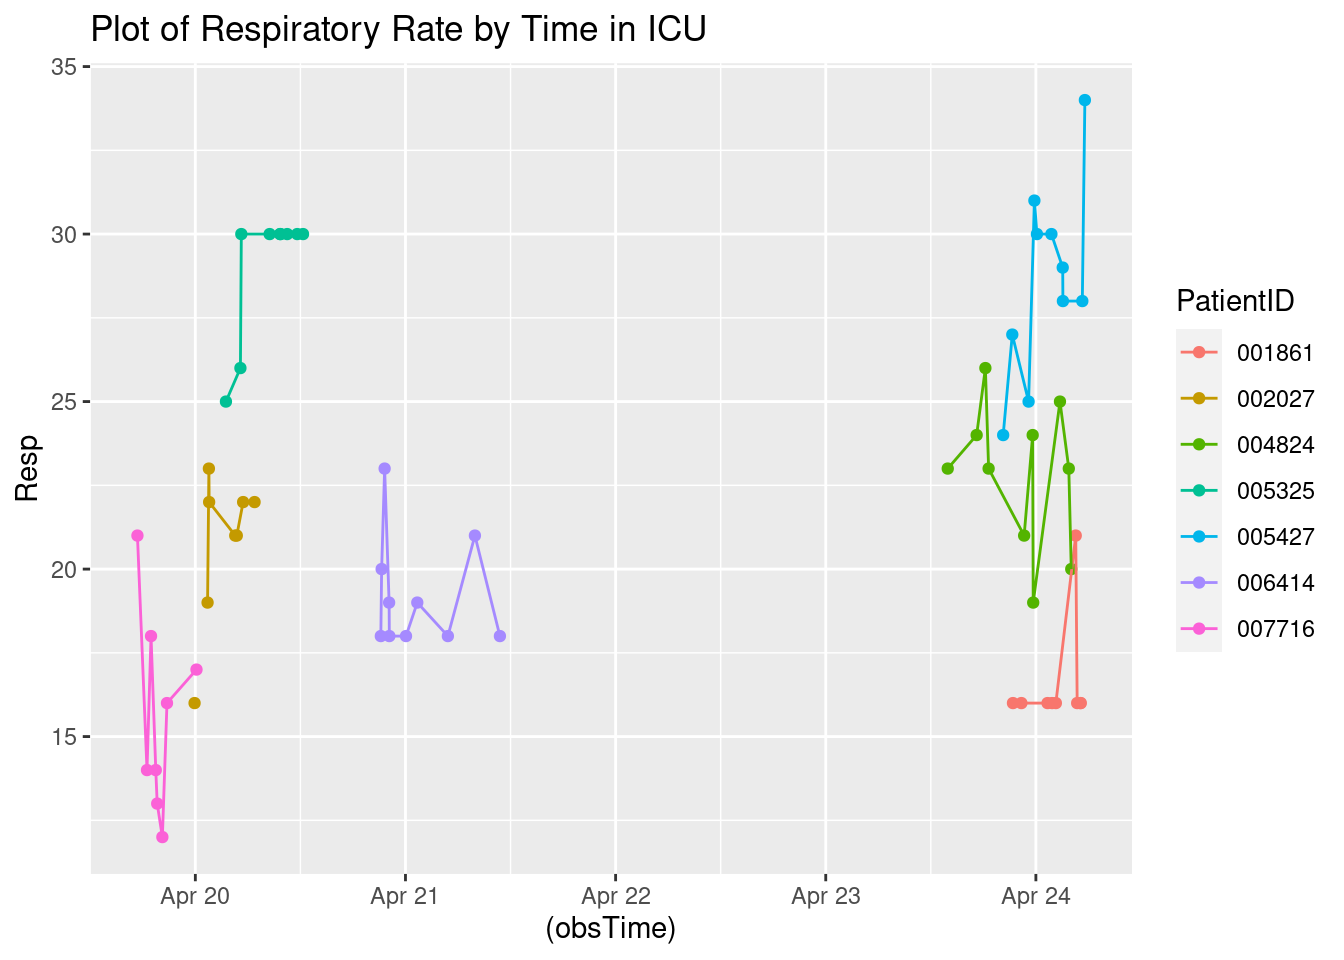 Plot of Respiratory Rate by Time in ICU
35
30
25
20
15
Resp
Apr 20 Apr 21 Apr 22 Apr 23 Apr 24
(obsTime)
PatientID
001861
002027
004824
005325
005427
006414
007716